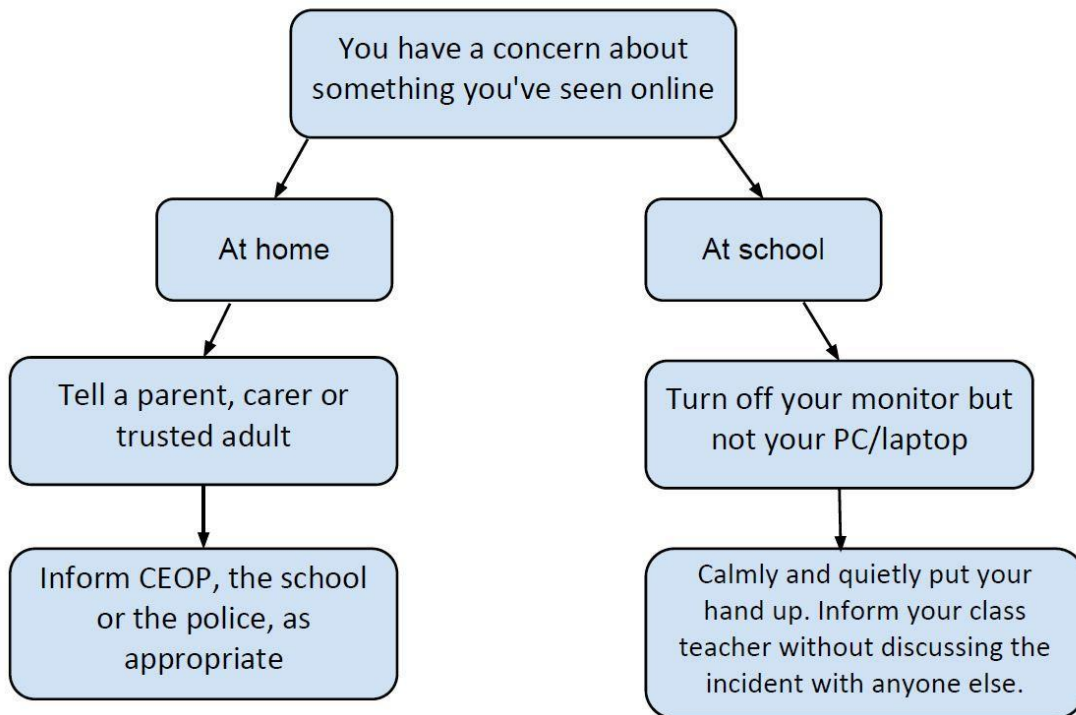 You have a concern about
something you've seen online
At home
At school
Tell a parent, carer or
trusted adult
Turn off your monitor but
not your PC/laptop
Inform CEOP, the school
or the police, as
appropriate
Calmly and quietly put your
hand up. Inform your class
teacher without discussing the
incident with anyone else.